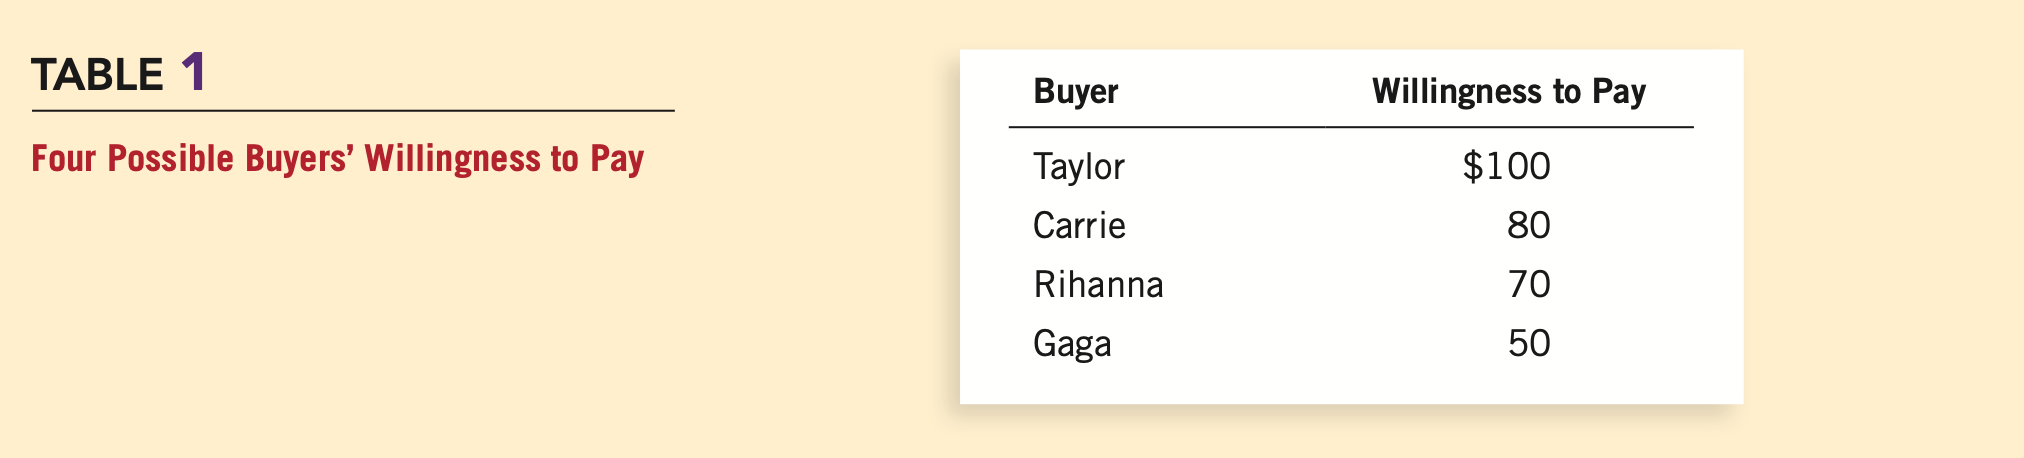 TABLE 1
Four Possible Buyers’ Willingness to Pay
Buyer Willingness to Pay
Taylor $100
Carrie 80
Rihanna 70
Gaga 50